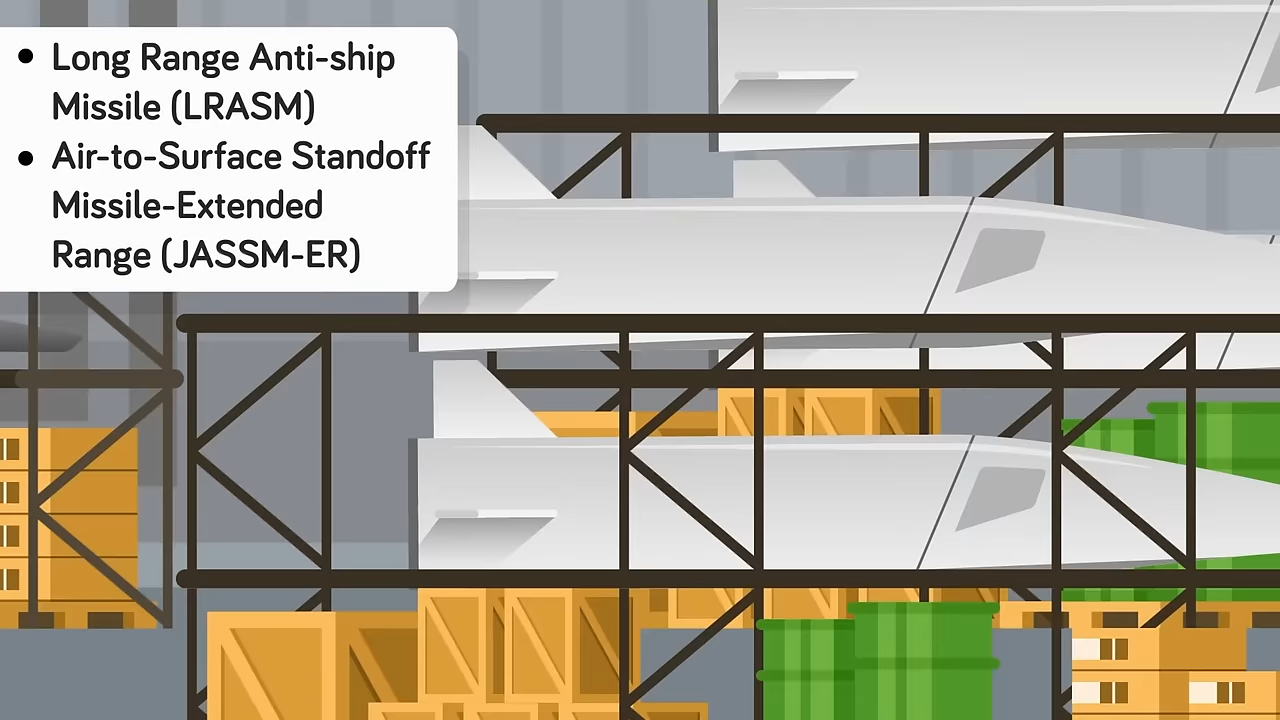 • Long Range Anti-ship
Missile (LRASM)
• Air-to-Surface Standoff
Missile-Extended
Range (JASSM-ER)